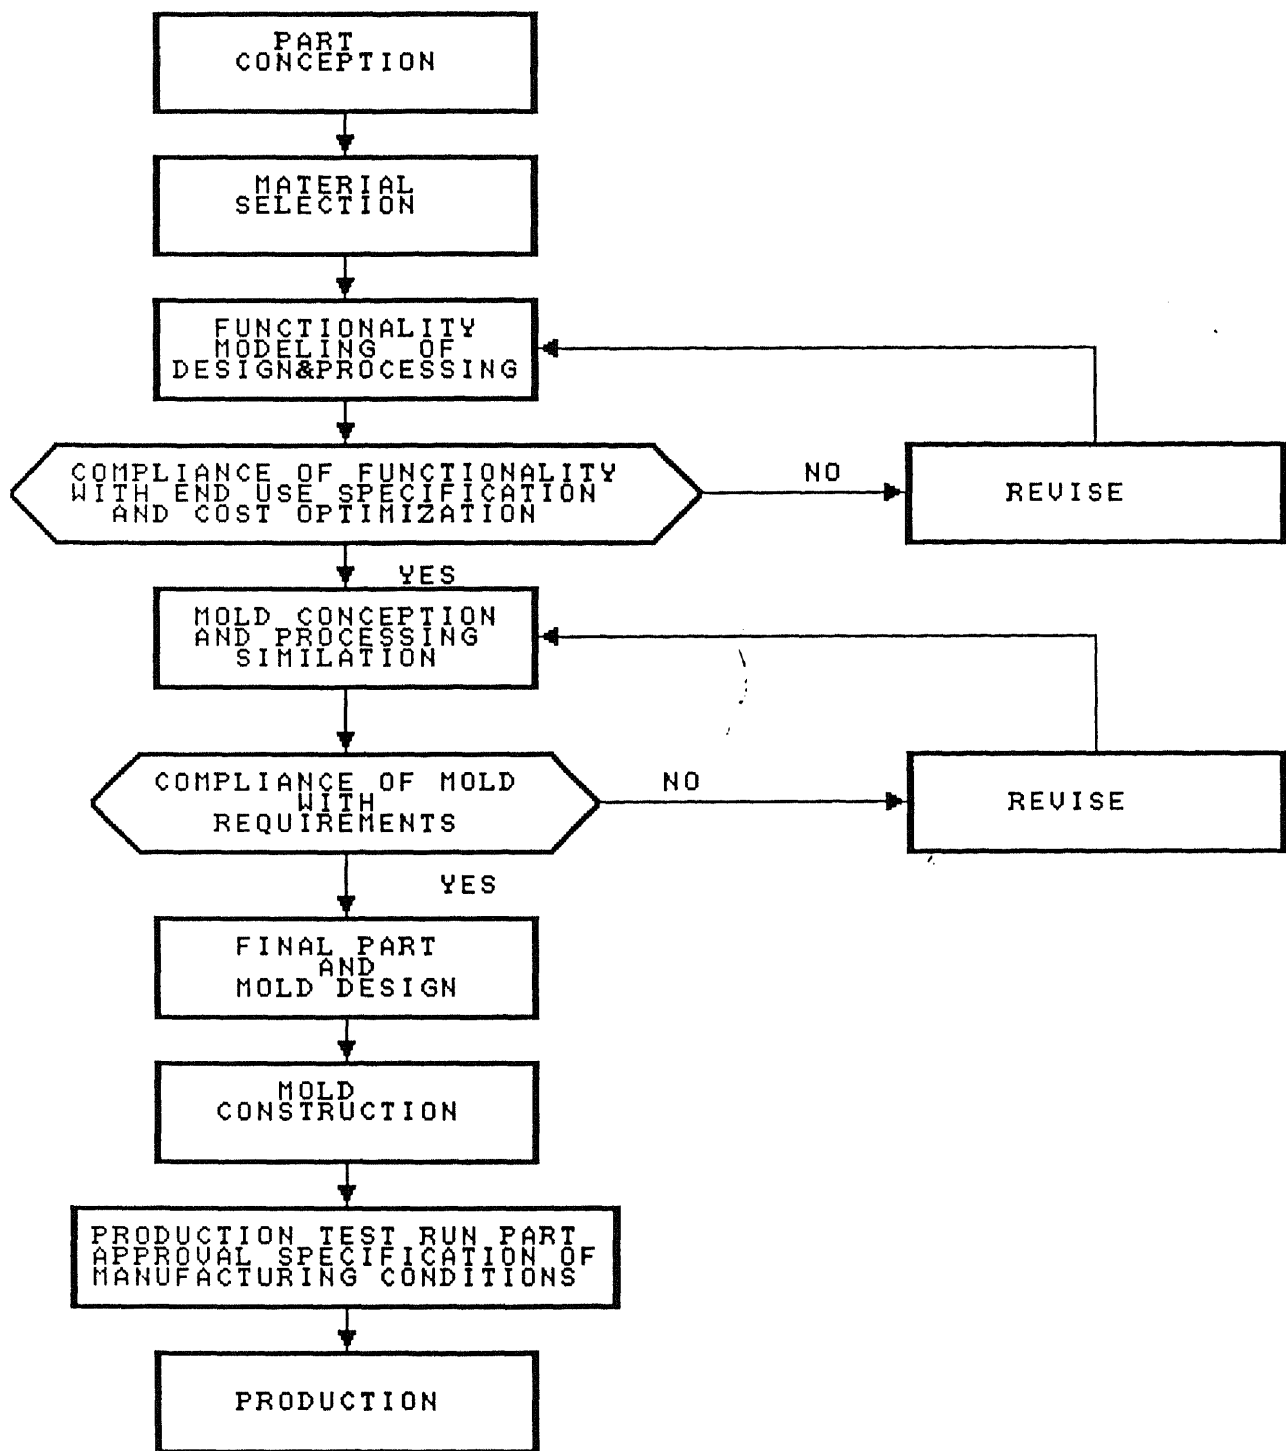 PART
CONCEPTION
MATERIAL
SELECTION
FUNCTIONALITY
MODELING OF
DESIGN&PROCESSING
COMPLIANCE OF FUNCTIONALITY
WITH END USE SPECIFICATION
AND COST OPTIMIZATION
NO
REVISE
YES
MOLD CONCEPTION
AND PROCESSING
SIMILATION
COMPLIANCE OF MOLD
WITH
REQUIREMENTS
NO
REVISE
YES
FINAL PART
AND
MOLD DESIGN
MOLD
CONSTRUCTION
PRODUCTION TEST RUN PART
APPROVAL SPECIFICATION OF
MANUFACTURING CONDITIONS
PRODUCTION